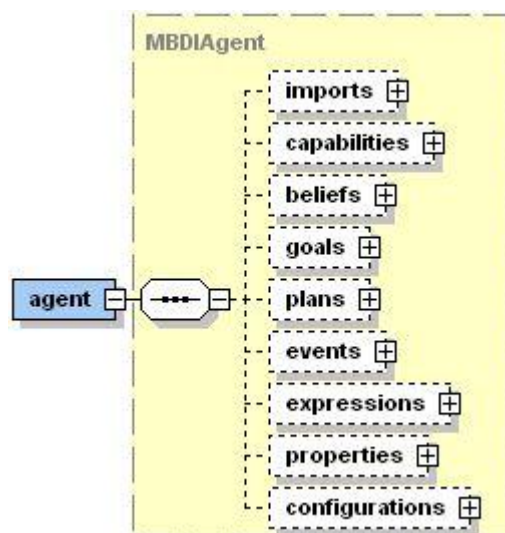 MBDIAgent
imports
capabilities
beliefs
goals
agent
plans
events
expressions
properties
configurations